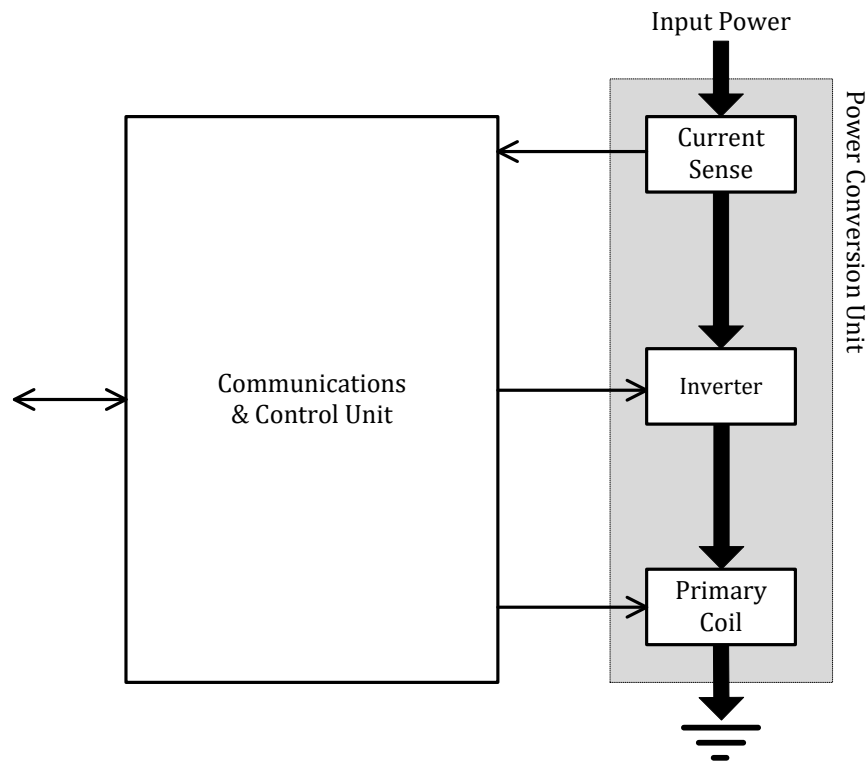 Input Power
Current
Sense
Power Conversion Unit
Communications
& Control Unit
Inverter
Primary
Coil